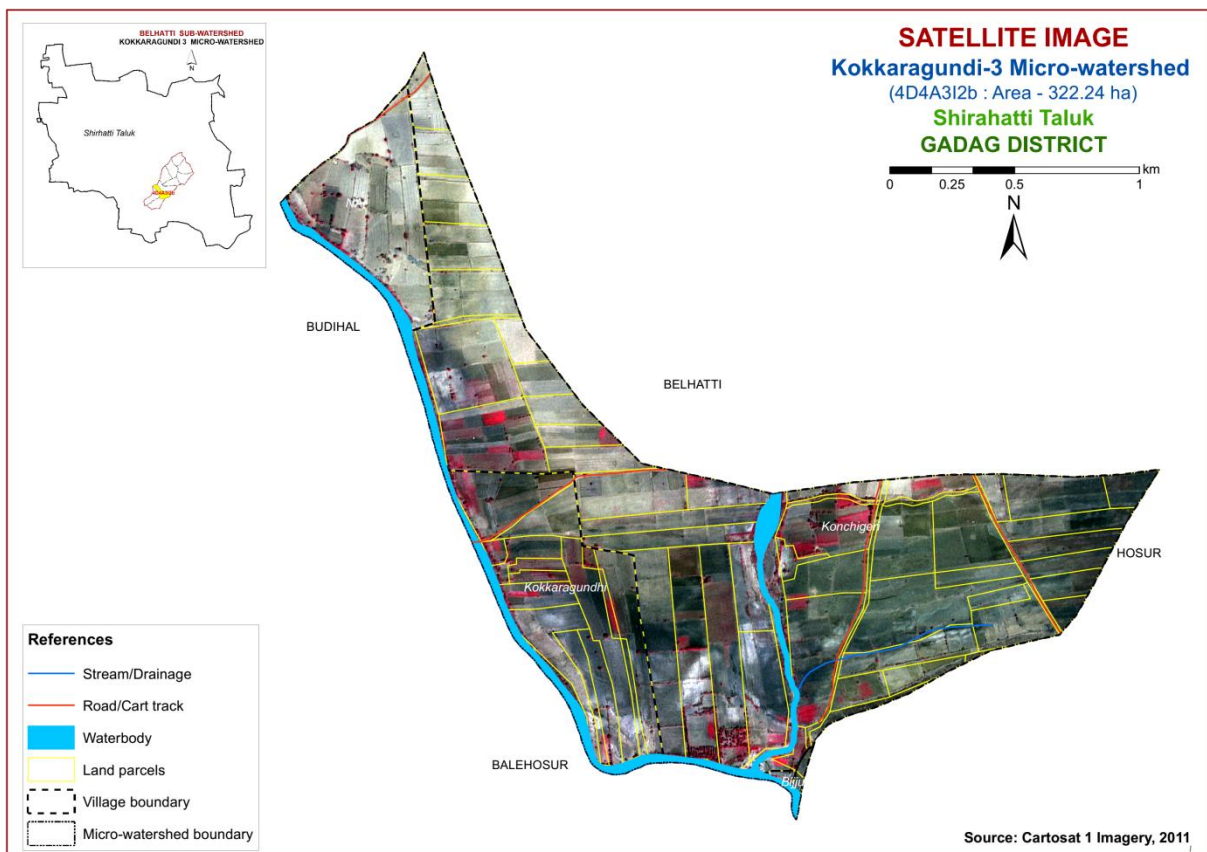 BELHATTI SUB-WATERSHED
KOKKARAGUNDI 3 MICRO-WATERSHED
N
Shirhatti Taluk
SATELLITE IMAGE
Kokkaragundi-3 Micro-watershed
(4D4A3I2b : Area - 322.24 ha)
Shirahatti Taluk
GADAG DISTRICT
km
0 0.25 0.5 1
N
BUDIHAL
BELHATTI
Konchigeri
HOSUR
Kokkaragundhi
BALEHOSUR
References
Stream/Drainage
Road/Cart track
Waterbody
Land parcels
Village boundary
Micro-watershed boundary
Source: Cartosat 1 Imagery, 2011